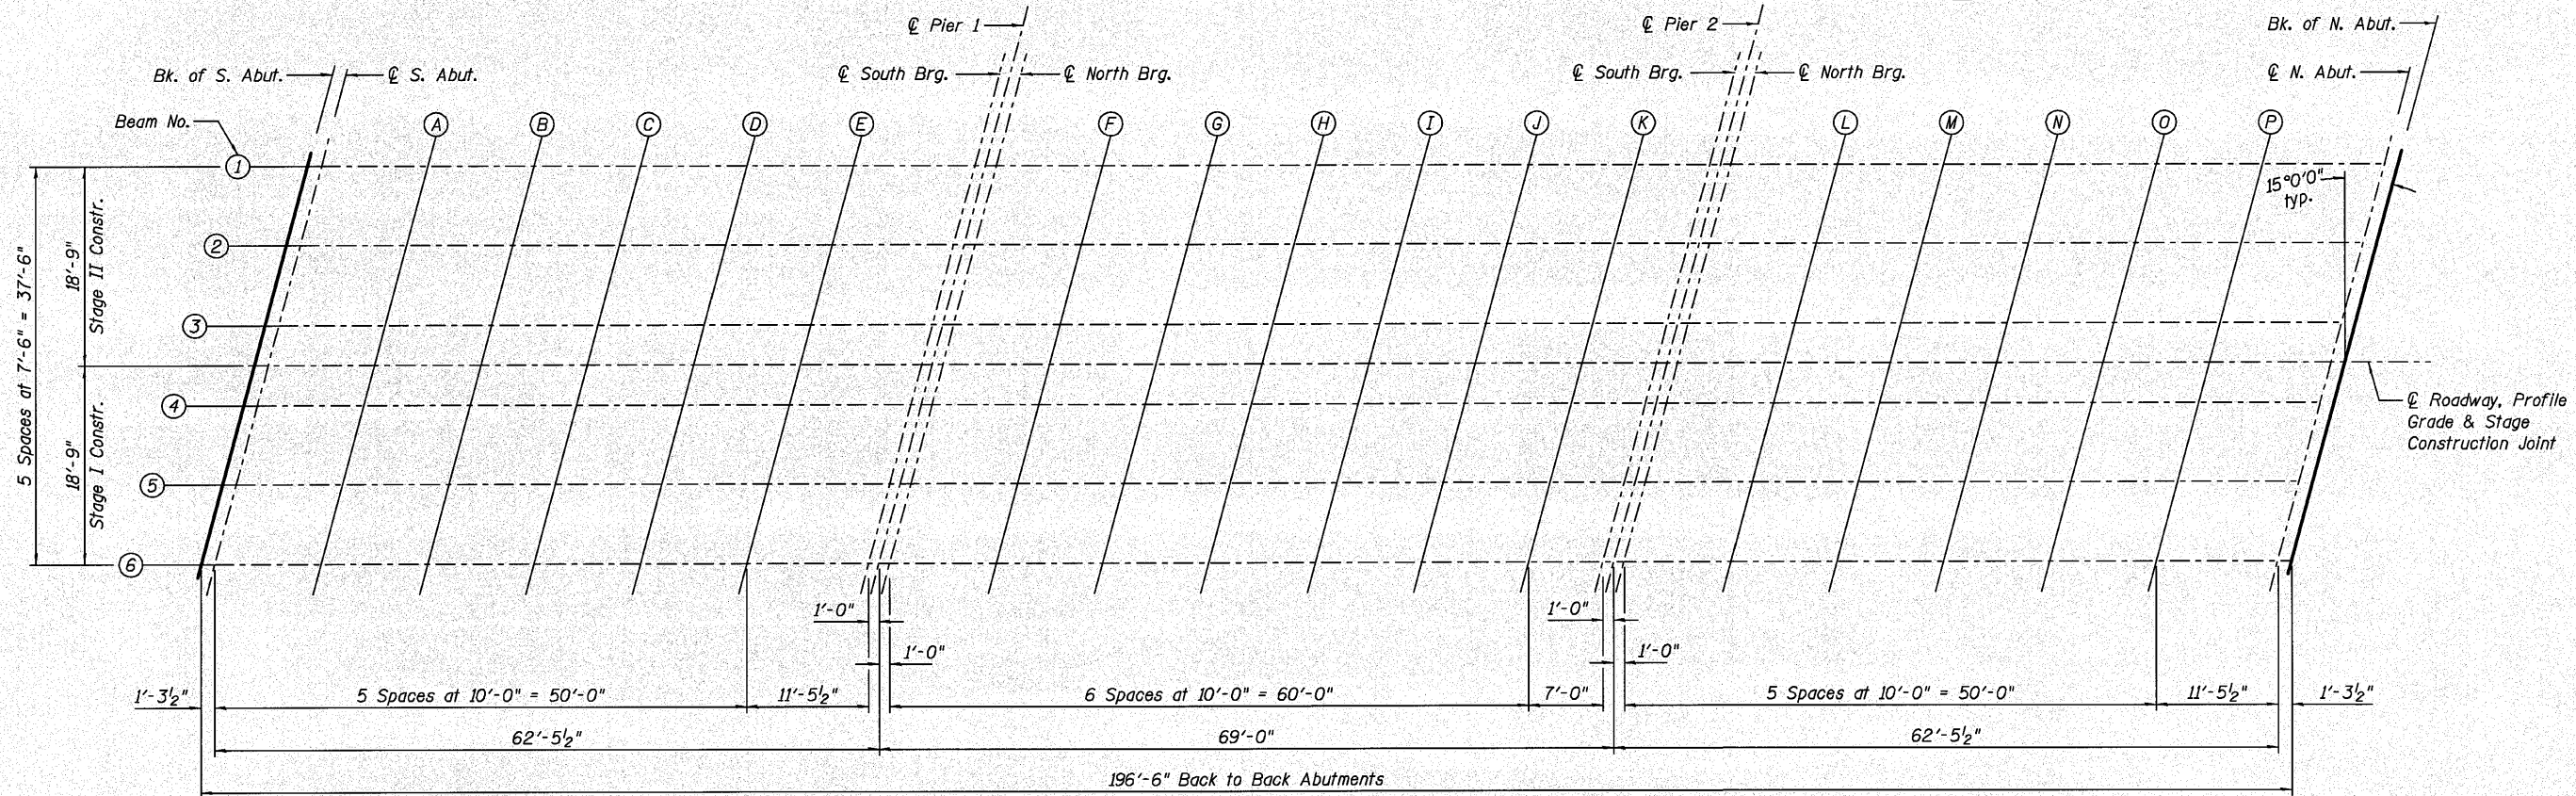 ℄ Pier 1
℄ Pier 2
Bk. of N. Abut.
Bk. of S. Abut.
℄ S. Abut.
℄ South Brg.
℄ North Brg.
℄ South Brg.
℄ North Brg.
℄ N. Abut.
Beam No.
A
B
C
D
E
F
G
H
I
J
K
L
M
N
O
P
1
2
3
4
5
6
15°0'0"
typ.
5 Spaces at 7'-6" = 37'-6"
18'-9"
Stage II Constr.
18'-9"
Stage I Constr.
℄ Roadway, Profile
Grade & Stage
Construction Joint
1'-0"
1'-0"
1'-0"
1'-0"
1'-3½"
5 Spaces at 10'-0" = 50'-0"
11'-5½"
6 Spaces at 10'-0" = 60'-0"
7'-0"
5 Spaces at 10'-0" = 50'-0"
11'-5½"
1'-3½"
62'-5½"
69'-0"
62'-5½"
196'-6" Back to Back Abutments